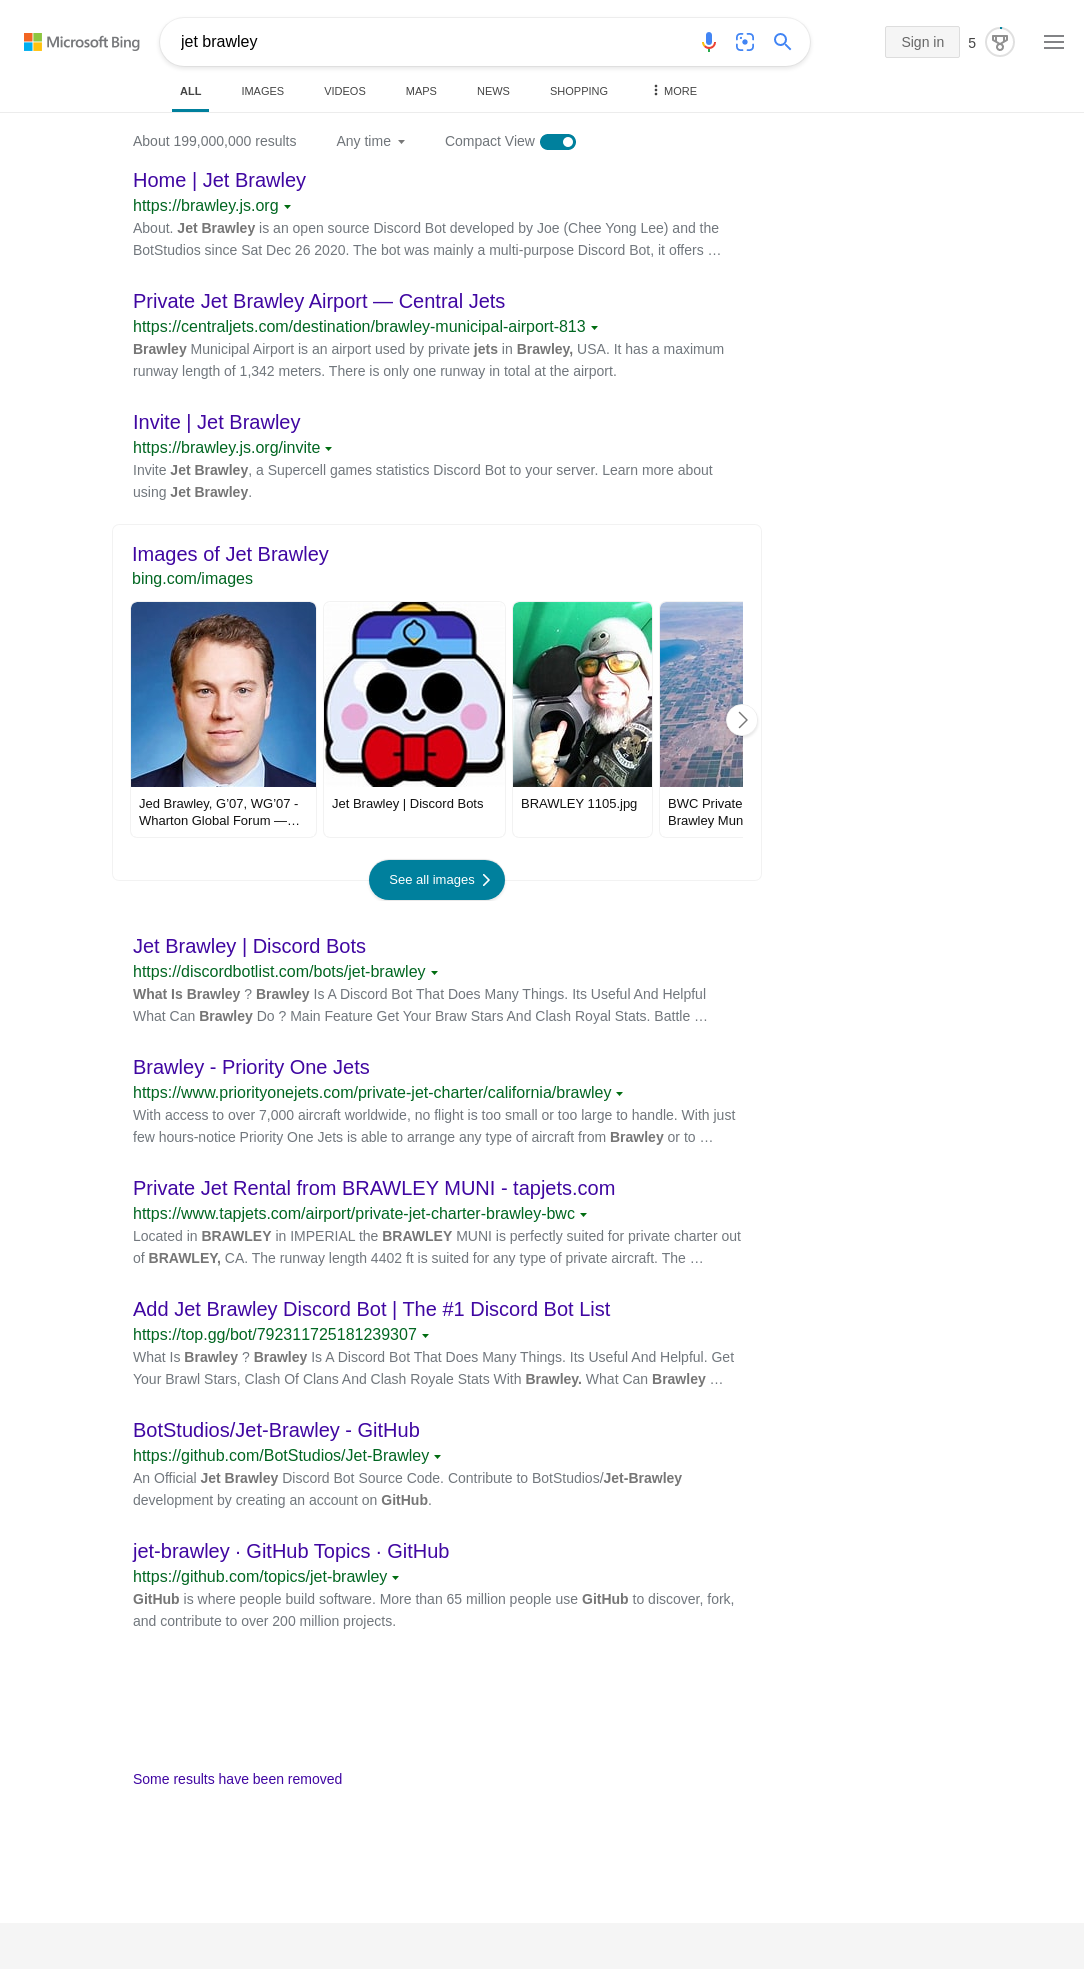 Microsoft Bing
jet brawley
Sign in
5
ALL
IMAGES
VIDEOS
MAPS
NEWS
SHOPPING
MORE
About 199,000,000 results
Any time
Compact View
Home | Jet Brawley
https://brawley.js.org
About. Jet Brawley is an open source Discord Bot developed by Joe (Chee Yong Lee) and the
BotStudios since Sat Dec 26 2020. The bot was mainly a multi-purpose Discord Bot, it offers …
Private Jet Brawley Airport — Central Jets
https://centraljets.com/destination/brawley-municipal-airport-813
Brawley Municipal Airport is an airport used by private jets in Brawley, USA. It has a maximum
runway length of 1,342 meters. There is only one runway in total at the airport.
Invite | Jet Brawley
https://brawley.js.org/invite
Invite Jet Brawley, a Supercell games statistics Discord Bot to your server. Learn more about
using Jet Brawley.
Images of Jet Brawley
bing.com/images
Jed Brawley, G’07, WG’07 -
Wharton Global Forum —…
Jet Brawley | Discord Bots
BRAWLEY 1105.jpg
BWC Private
Brawley Mun
See all images
Jet Brawley | Discord Bots
https://discordbotlist.com/bots/jet-brawley
What Is Brawley ? Brawley Is A Discord Bot That Does Many Things. Its Useful And Helpful
What Can Brawley Do ? Main Feature Get Your Braw Stars And Clash Royal Stats. Battle …
Brawley - Priority One Jets
https://www.priorityonejets.com/private-jet-charter/california/brawley
With access to over 7,000 aircraft worldwide, no flight is too small or too large to handle. With just
few hours-notice Priority One Jets is able to arrange any type of aircraft from Brawley or to …
Private Jet Rental from BRAWLEY MUNI - tapjets.com
https://www.tapjets.com/airport/private-jet-charter-brawley-bwc
Located in BRAWLEY in IMPERIAL the BRAWLEY MUNI is perfectly suited for private charter out
of BRAWLEY, CA. The runway length 4402 ft is suited for any type of private aircraft. The …
Add Jet Brawley Discord Bot | The #1 Discord Bot List
https://top.gg/bot/792311725181239307
What Is Brawley ? Brawley Is A Discord Bot That Does Many Things. Its Useful And Helpful. Get
Your Brawl Stars, Clash Of Clans And Clash Royale Stats With Brawley. What Can Brawley …
BotStudios/Jet-Brawley - GitHub
https://github.com/BotStudios/Jet-Brawley
An Official Jet Brawley Discord Bot Source Code. Contribute to BotStudios/Jet-Brawley
development by creating an account on GitHub.
jet-brawley · GitHub Topics · GitHub
https://github.com/topics/jet-brawley
GitHub is where people build software. More than 65 million people use GitHub to discover, fork,
and contribute to over 200 million projects.
Some results have been removed